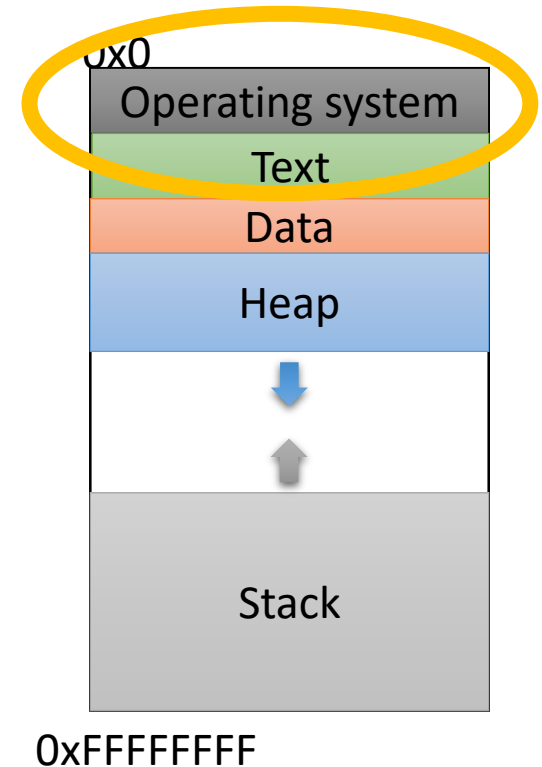 0x0
Operating system
Text
Data
Heap
Stack
0xFFFFFFFF